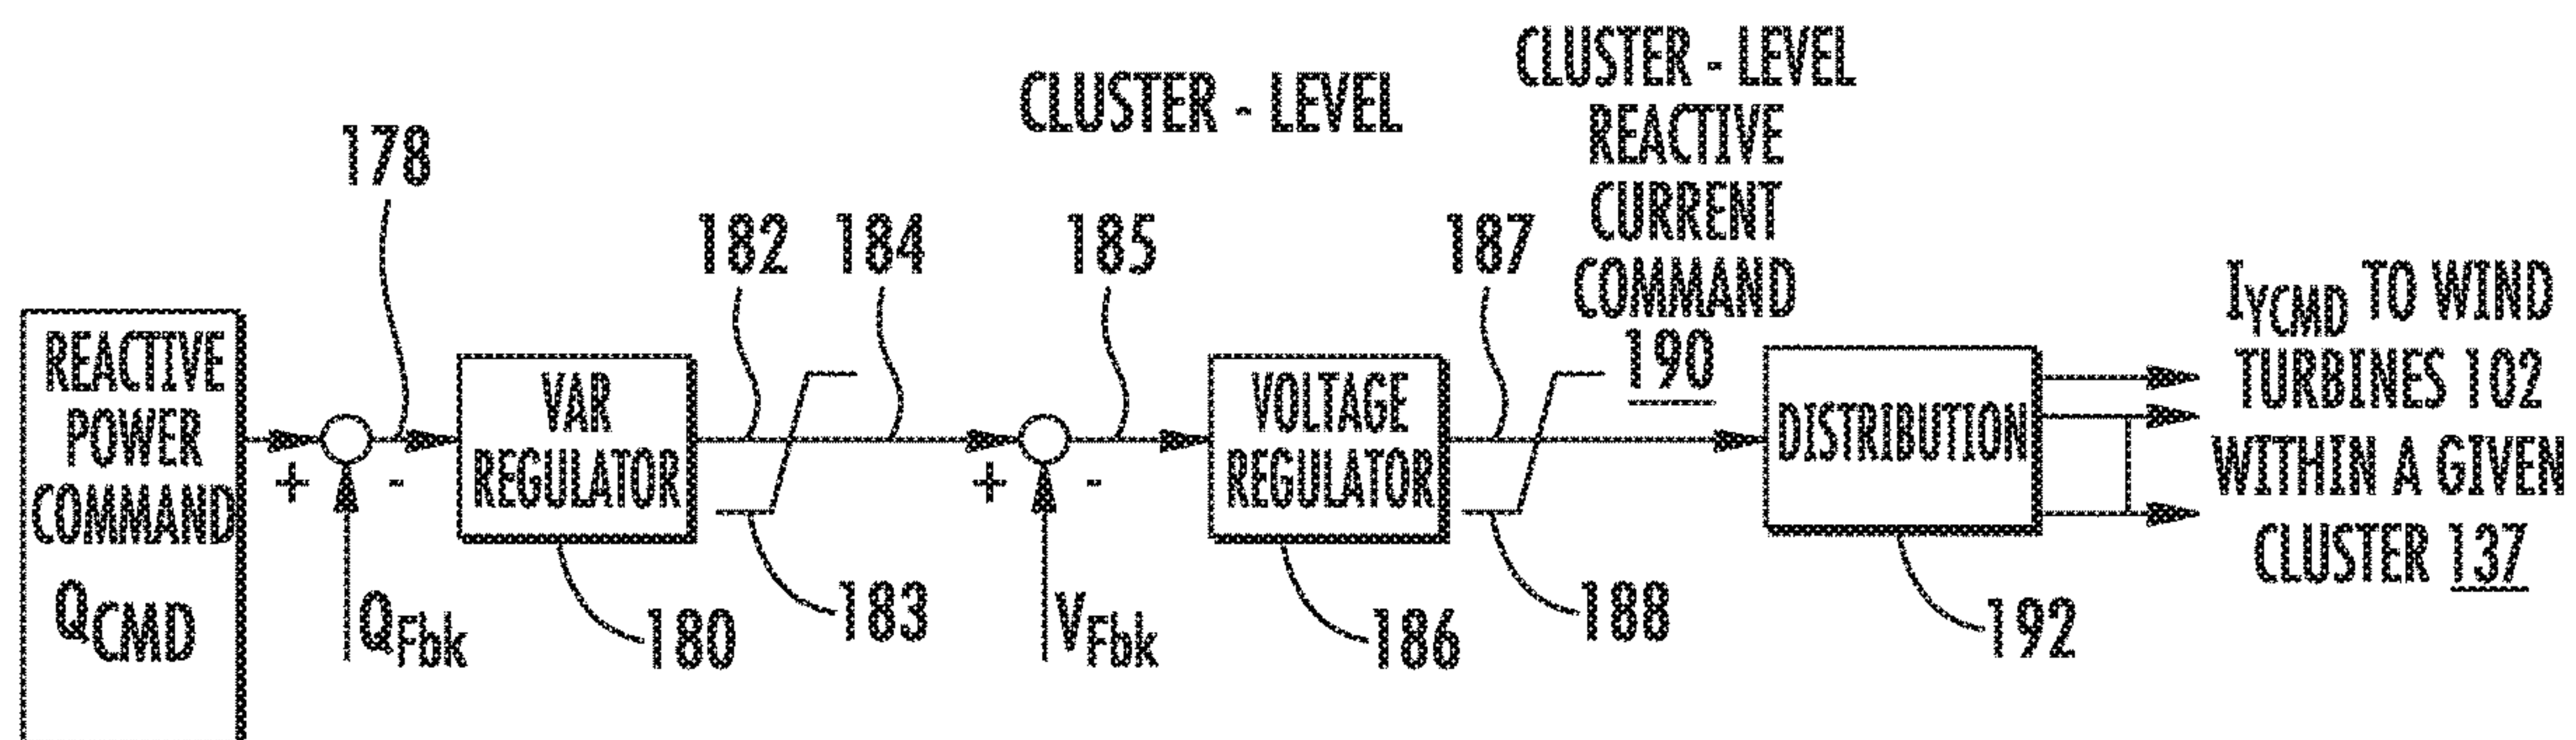 CLUSTER - LEVEL
CLUSTER - LEVEL
REACTIVE
CURRENT
COMMAND
190
178
182
184
185
187
REACTIVE
POWER
COMMAND
QCMD
+
-
QFbk
VAR
REGULATOR
180
183
+
-
VFbk
VOLTAGE
REGULATOR
186
188
DISTRIBUTION
192
IYCMD TO WIND
TURBINES 102
WITHIN A GIVEN
CLUSTER 137